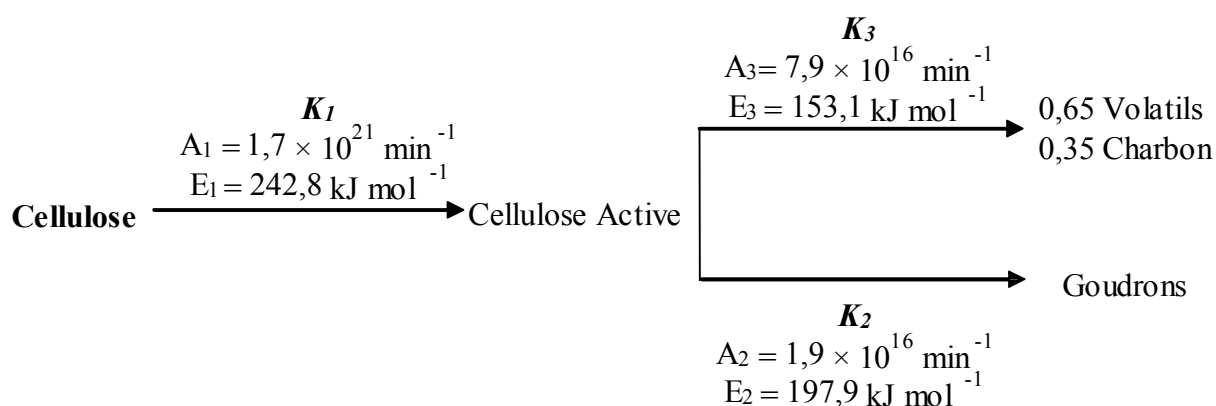 K3
A3= 7,9 × 10^16 min^-1
E3 = 153,1 kJ mol^-1
0,65 Volatils
0,35 Charbon
K1
A1 = 1,7 × 10^21 min^-1
E1 = 242,8 kJ mol^-1
Cellulose
Cellulose Active
Goudrons
K2
A2 = 1,9 × 10^16 min^-1
E2 = 197,9 kJ mol^-1